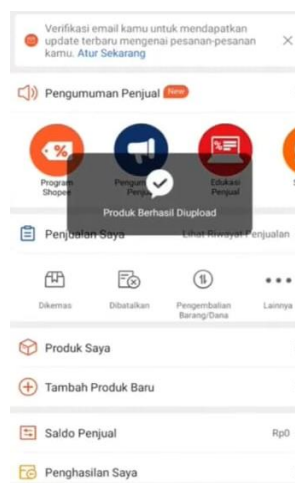 Verifikasi email kamu untuk mendapatkan
update terbaru mengenai pesanan-pesanan
kamu. Atur Sekarang
Pengumuman Penjual New
Program
Shopee
Edukasi
Penjual
Produk Berhasil Diupload
Penjualan Saya Lihat Riwayat Penjualan
Dikemas Dibatalkan Pengembalian
Barang/Dana Lainnya
Produk Saya
Tambah Produk Baru
Saldo Penjual Rp0
Penghasilan Saya